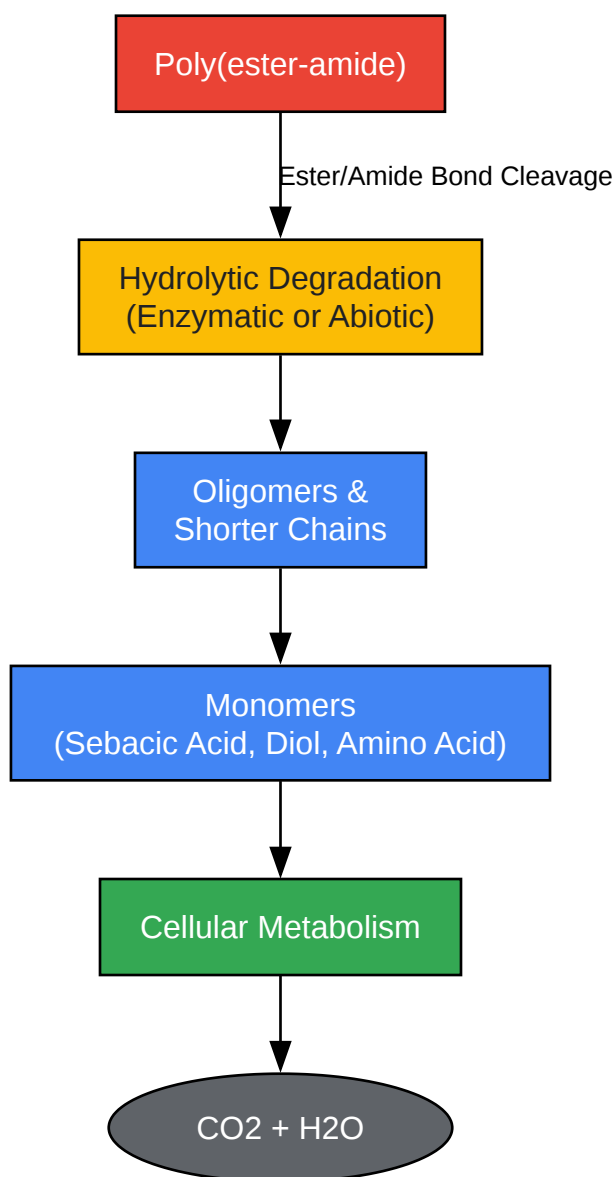 Poly(ester-amide)
Ester/Amide Bond Cleavage
Hydrolytic Degradation
(Enzymatic or Abiotic)
Oligomers &
Shorter Chains
Monomers
(Sebacic Acid, Diol, Amino Acid)
Cellular Metabolism
CO2 + H2O